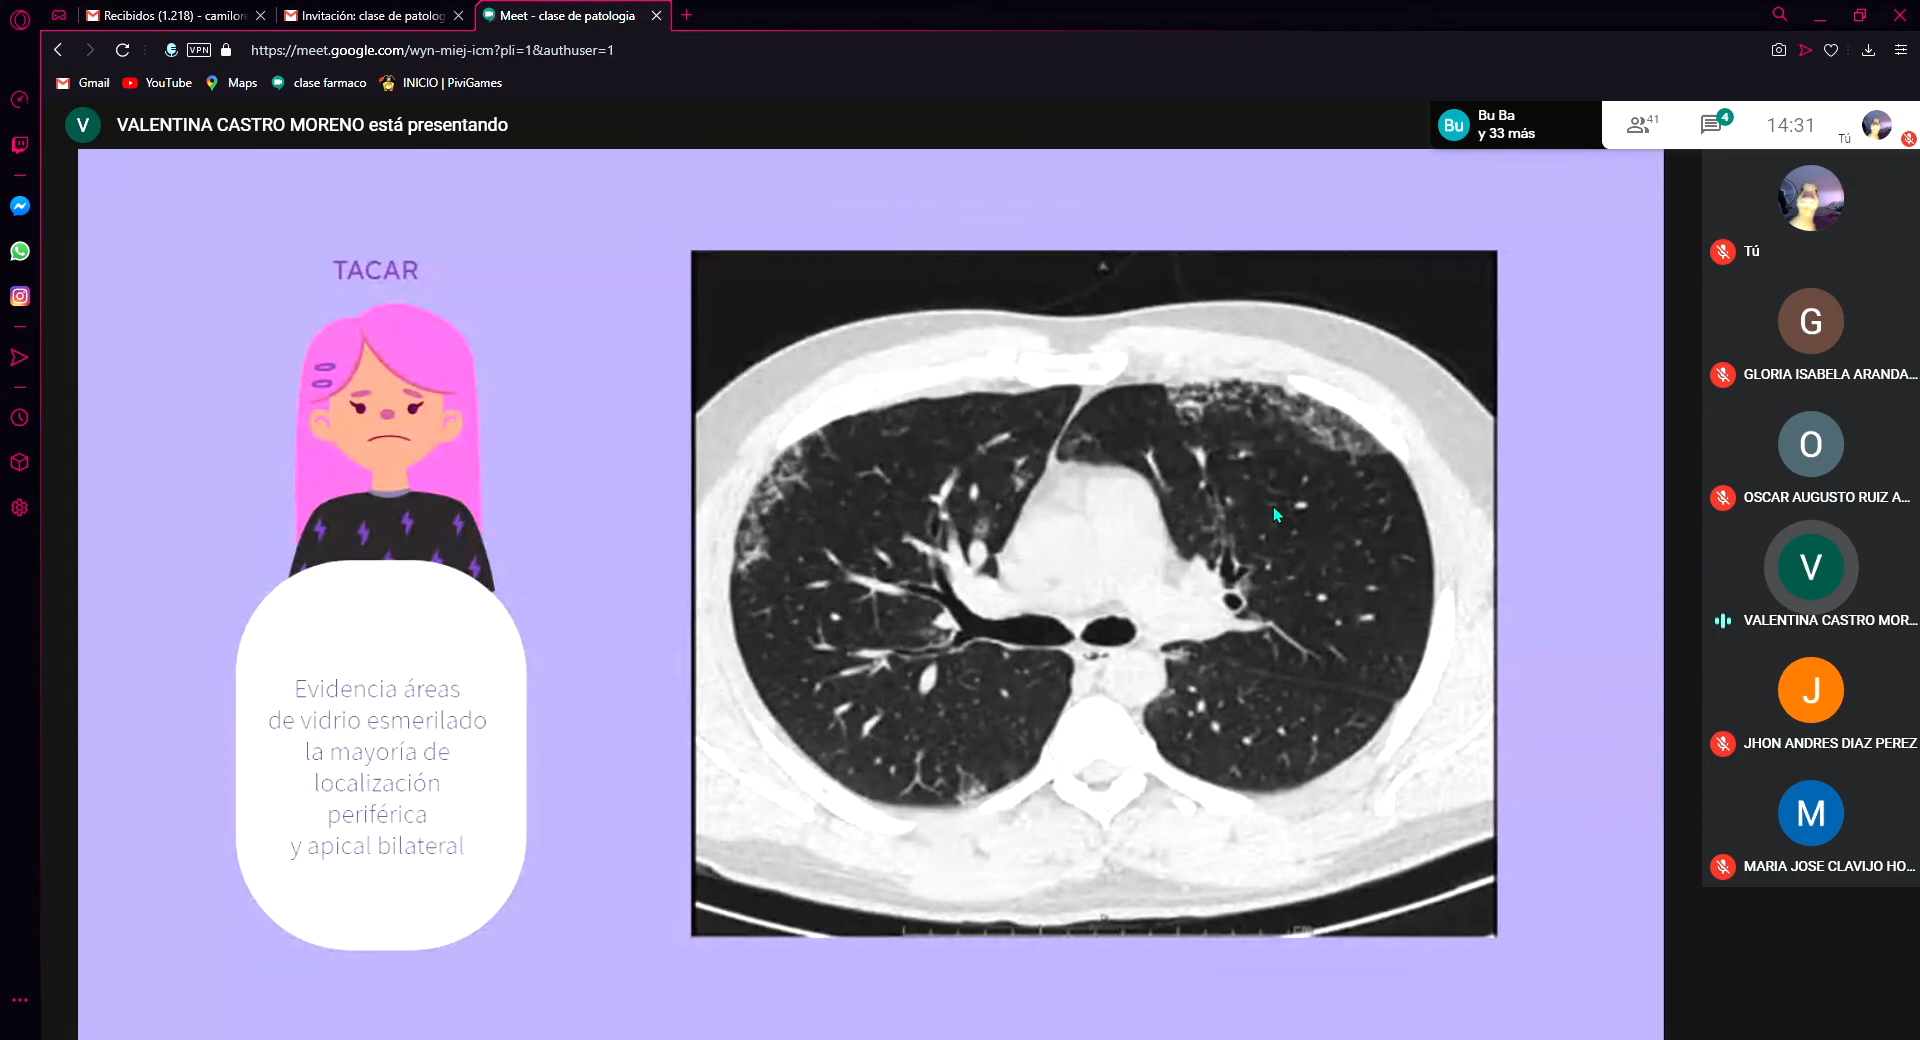 Recibidos (1.218) - camilore
Invitación: clase de patolog
Meet - clase de patologia
VPN
https://meet.google.com/wyn-miej-icm?pli=1&authuser=1
Gmail
YouTube
Maps
clase farmaco
INICIO | PiviGames
V
VALENTINA CASTRO MORENO está presentando
Bu
Bu Ba
y 33 más
41
4
14:31
Tú
TACAR
Evidencia áreas
de vidrio esmerilado
la mayoría de
localización
periférica
y apical bilateral
Tú
G
GLORIA ISABELA ARANDA...
O
OSCAR AUGUSTO RUIZ A...
V
VALENTINA CASTRO MOR...
J
JHON ANDRES DIAZ PEREZ
M
MARIA JOSE CLAVIJO HO...